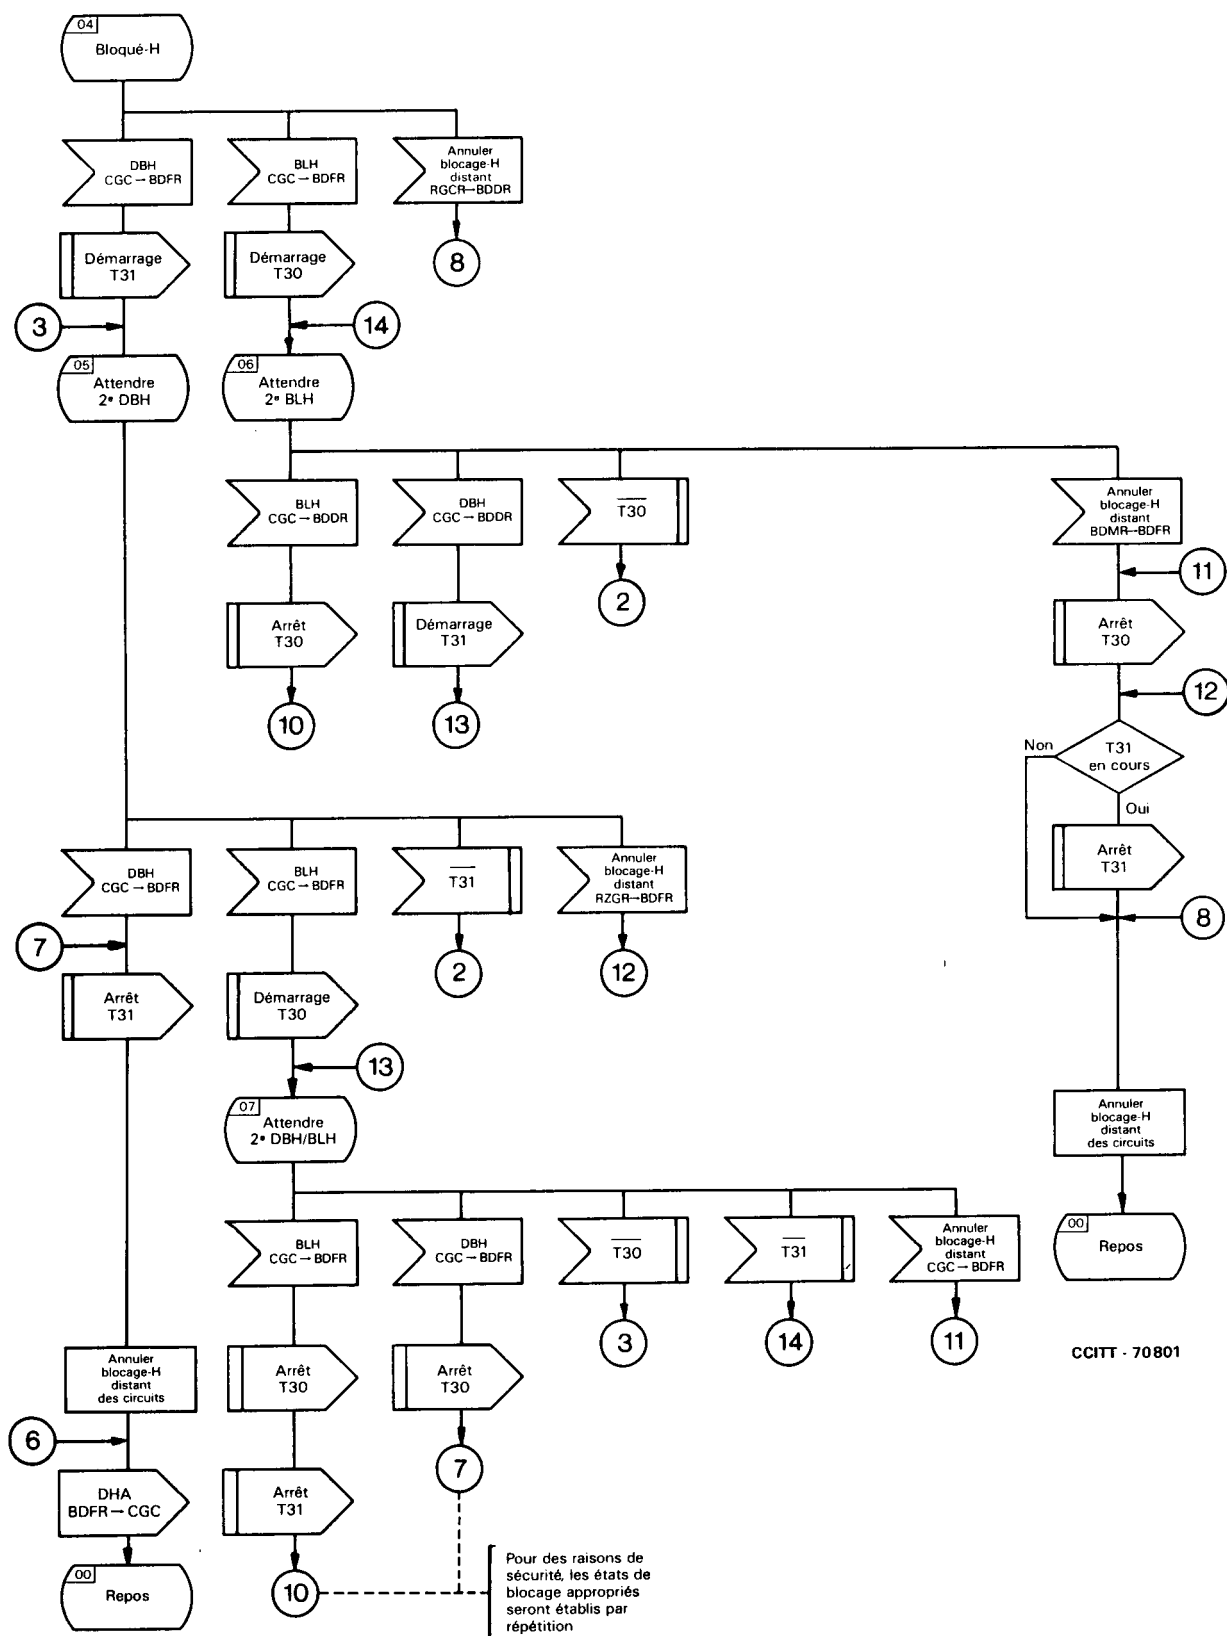 04
Bloqué-H
DBH
CGC → BDFR
BLH
CGC → BDFR
Annuler
blocage-H
distant
RGCR→BDDR
Démarrage
T31
Démarrage
T30
8
3
14
05
Attendre
2e DBH
06
Attendre
2e BLH
BLH
CGC → BDDR
DBH
CGC → BDDR
T30
Annuler
blocage-H
distant
BDMR→BDFR
2
11
Arrêt
T30
Démarrage
T31
Arrêt
T30
10
13
12
Non
T31
en cours
Oui
DBH
CGC → BDFR
BLH
CGC → BDFR
T31
Annuler
blocage-H
distant
RZGR→BDFR
Arrêt
T31
7
2
12
8
Arrêt
T31
Démarrage
T30
13
07
Attendre
2e DBH/BLH
Annuler
blocage-H
distant
des circuits
BLH
CGC → BDFR
DBH
CGC → BDFR
T30
T31
Annuler
blocage-H
distant
CGC → BDFR
00
Repos
3
14
11
CCITT - 70801
Annuler
blocage-H
distant
des circuits
Arrêt
T30
Arrêt
T30
6
7
DHA
BDFR → CGC
Arrêt
T31
00
Repos
10
Pour des raisons de
sécurité, les états de
blocage appropriés
seront établis par
répétition